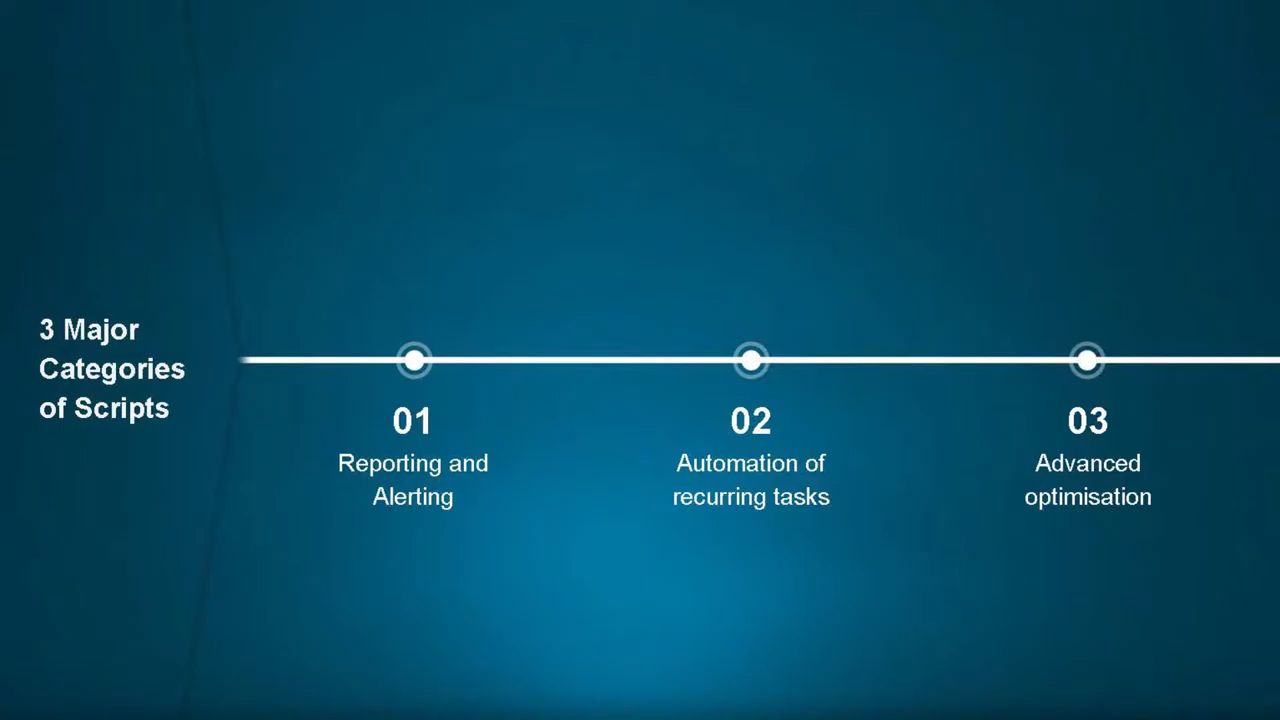 3 Major
Categories
of Scripts
01
Reporting and
Alerting
02
Automation of
recurring tasks
03
Advanced
optimisation